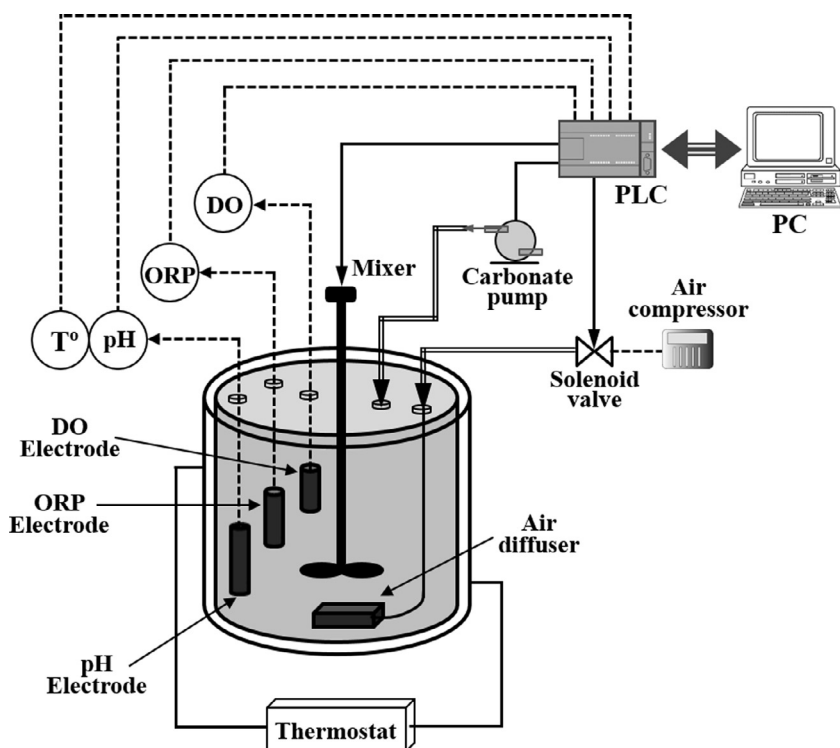 DO
PLC
PC
ORP
Mixer
Carbonate
pump
Air
compressor
Tº
pH
Solenoid
valve
DO
Electrode
ORP
Electrode
Air
diffuser
pH
Electrode
Thermostat